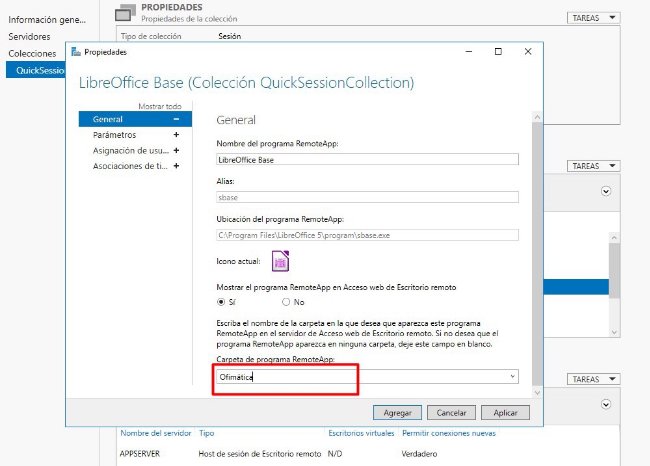 Información gene...
Servidores
Colecciones
QuickSession
PROPIEDADES
Propiedades de la colección
TAREAS
Tipo de colección Sesión
Propiedades
LibreOffice Base (Colección QuickSessionCollection)
Mostrar todo
General
Parámetros
Asignación de usu...
Asociaciones de ti...
General
Nombre del programa RemoteApp:
LibreOffice Base
Alias:
sbase
Ubicación del programa RemoteApp:
C:\Program Files\LibreOffice 5\program\sbase.exe
Icono actual:
Mostrar el programa RemoteApp en Acceso web de Escritorio remoto
Sí No
Escriba el nombre de la carpeta en la que desea que aparezca este programa
RemoteApp en el servidor de Acceso web de Escritorio remoto. Si no desea que el
programa RemoteApp aparezca en ninguna carpeta, deje este campo en blanco.
Carpeta de programa RemoteApp:
Ofimática
Agregar Cancelar Aplicar
TAREAS
TAREAS
Nombre del servidor Tipo Escritorios virtuales Permitir conexiones nuevas
APPSERVER Host de sesión de Escritorio remoto N/D Verdadero